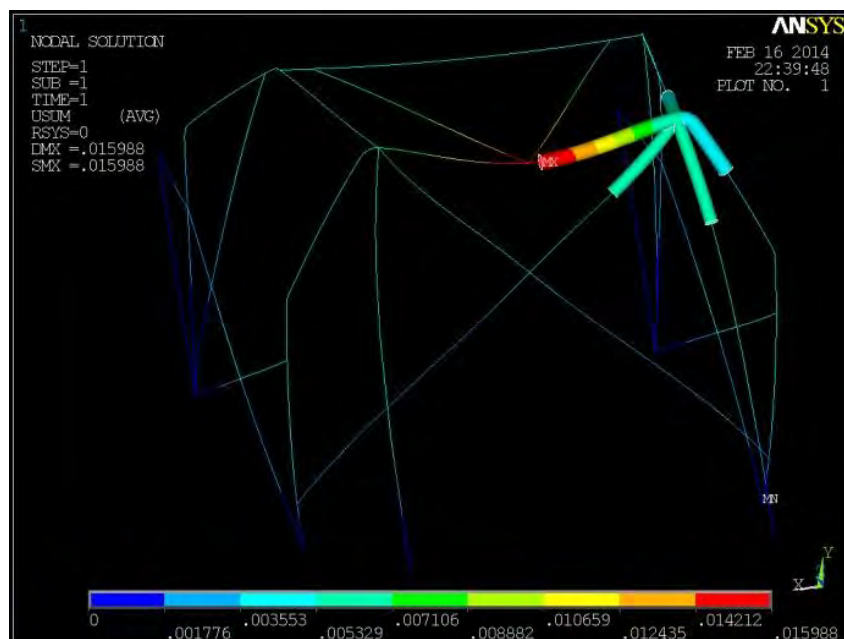 1
ANSYS
NODAL SOLUTION
FEB 16 2014
22:39:48
PLOT NO. 1
STEP=1
SUB =1
TIME=1
USUM (AVG)
RSYS=0
DMX =.015988
SMX =.015988
MX
MN
Y
X
0 .001776 .003553 .005329 .007106 .008882 .010659 .012435 .014212 .015988